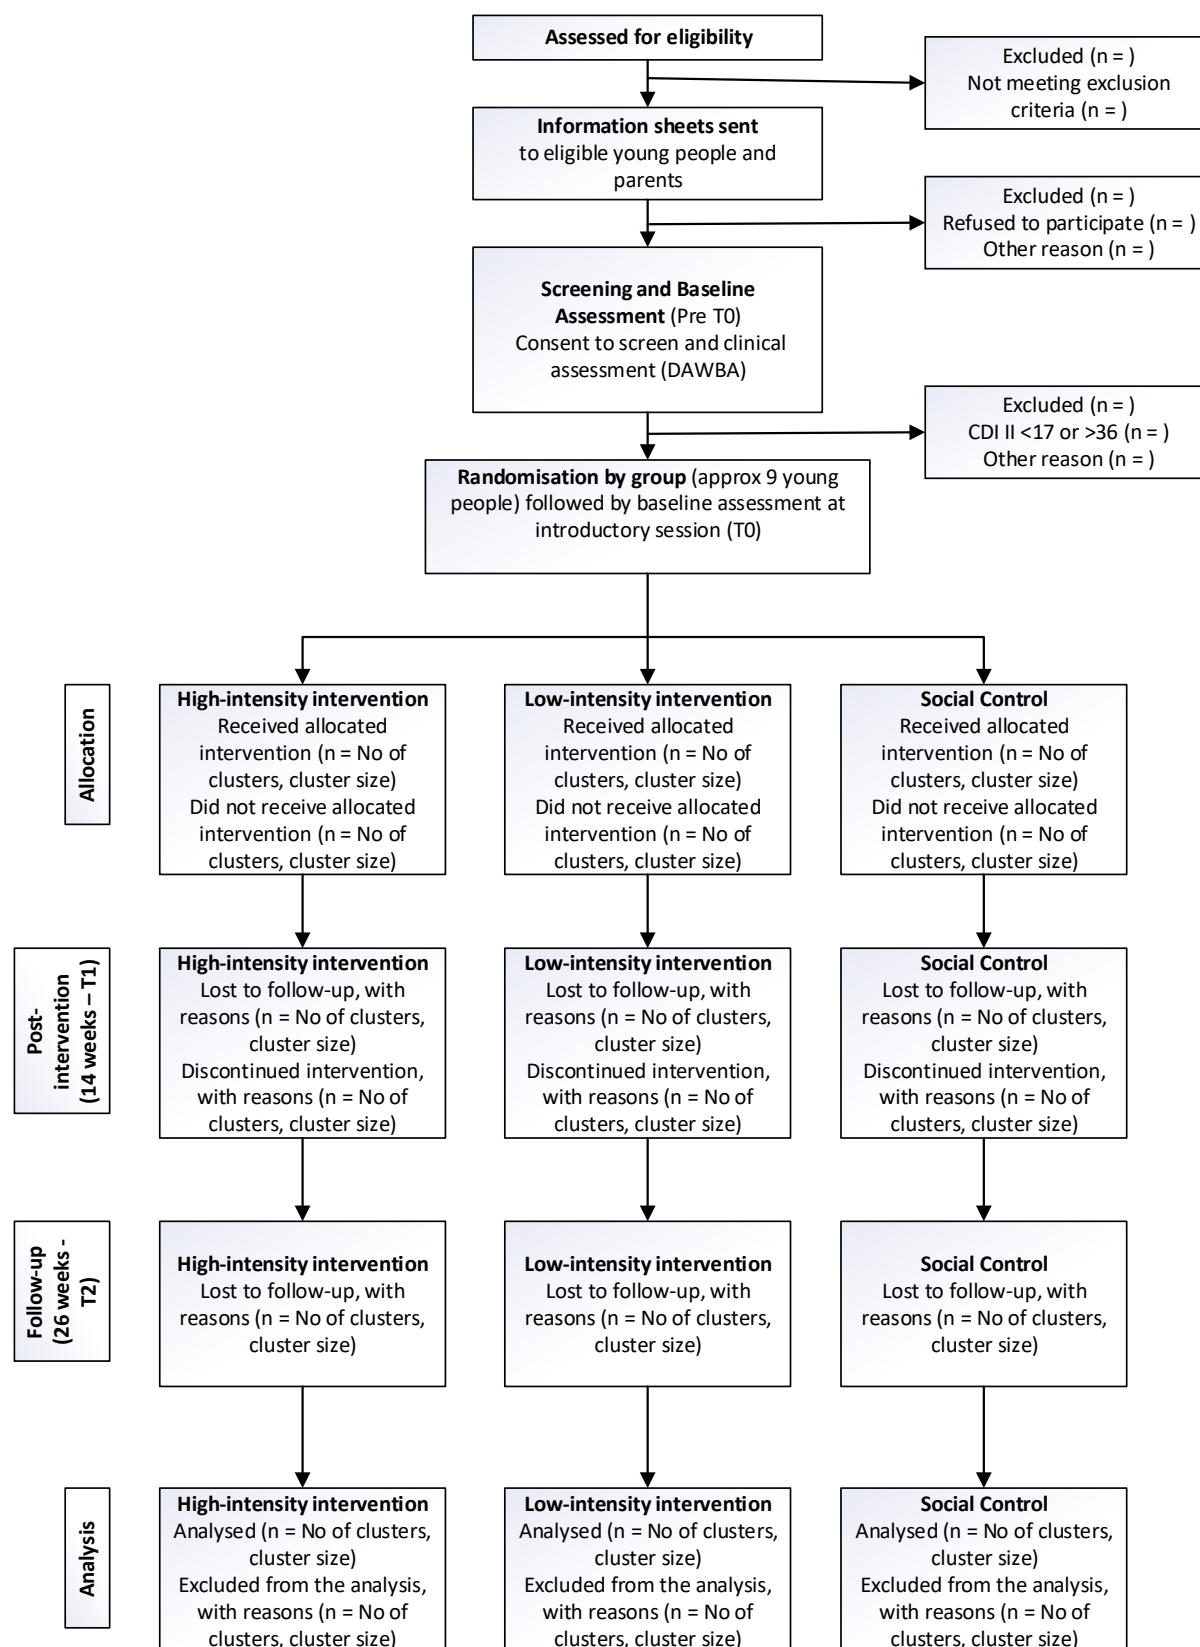 Assessed for eligibility
Excluded (n = )
Not meeting exclusion
criteria (n = )
Information sheets sent
to eligible young people and
parents
Excluded (n = )
Refused to participate (n = )
Other reason (n = )
Screening and Baseline
Assessment (Pre T0)
Consent to screen and clinical
assessment (DAWBA)
Excluded (n = )
CDI II <17 or >36 (n = )
Other reason (n = )
Randomisation by group (approx 9 young
people) followed by baseline assessment at
introductory session (T0)
Allocation
High-intensity intervention
Received allocated
intervention (n = No of
clusters, cluster size)
Did not receive allocated
intervention (n = No of
clusters, cluster size)
Low-intensity intervention
Received allocated
intervention (n = No of
clusters, cluster size)
Did not receive allocated
intervention (n = No of
clusters, cluster size)
Social Control
Received allocated
intervention (n = No of
clusters, cluster size)
Did not receive allocated
intervention (n = No of
clusters, cluster size)
Post-
intervention
(14 weeks – T1)
High-intensity intervention
Lost to follow-up, with
reasons (n = No of clusters,
cluster size)
Discontinued intervention,
with reasons (n = No of
clusters, cluster size)
Low-intensity intervention
Lost to follow-up, with
reasons (n = No of clusters,
cluster size)
Discontinued intervention,
with reasons (n = No of
clusters, cluster size)
Social Control
Lost to follow-up, with
reasons (n = No of clusters,
cluster size)
Discontinued intervention,
with reasons (n = No of
clusters, cluster size)
Follow-up
(26 weeks -
T2)
High-intensity intervention
Lost to follow-up, with
reasons (n = No of clusters,
cluster size)
Low-intensity intervention
Lost to follow-up, with
reasons (n = No of clusters,
cluster size)
Social Control
Lost to follow-up, with
reasons (n = No of clusters,
cluster size)
Analysis
High-intensity intervention
Analysed (n = No of clusters,
cluster size)
Excluded from the analysis,
with reasons (n = No of
clusters, cluster size)
Low-intensity intervention
Analysed (n = No of clusters,
cluster size)
Excluded from the analysis,
with reasons (n = No of
clusters, cluster size)
Social Control
Analysed (n = No of clusters,
cluster size)
Excluded from the analysis,
with reasons (n = No of
clusters, cluster size)